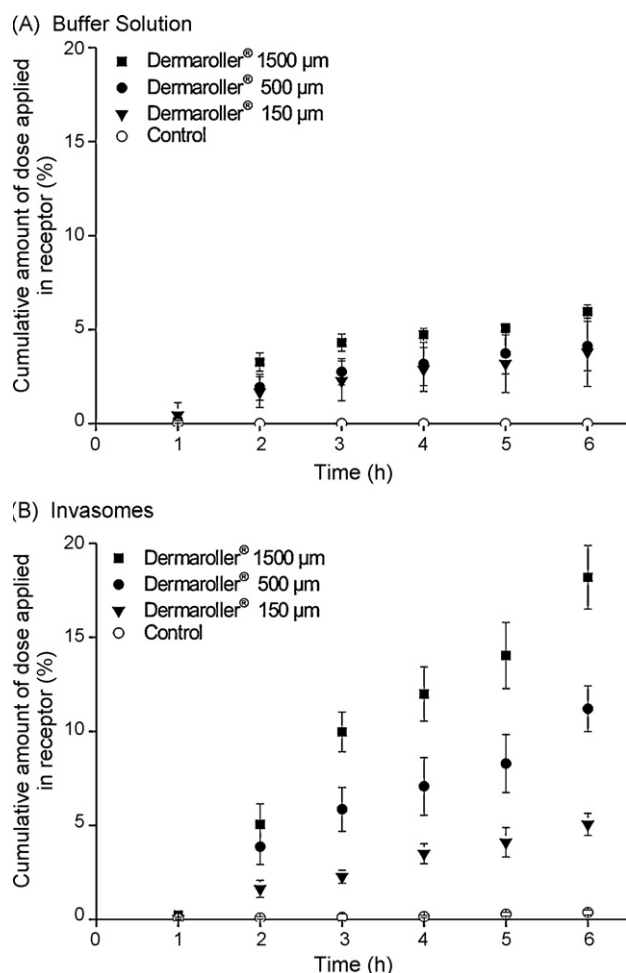 (A) Buffer Solution
Dermaroller® 1500 µm
Dermaroller® 500 µm
Dermaroller® 150 µm
Control
Cumulative amount of dose applied
in receptor (%)
20
15
10
5
0
0 1 2 3 4 5 6
Time (h)
(B) Invasomes
Dermaroller® 1500 µm
Dermaroller® 500 µm
Dermaroller® 150 µm
Control
Cumulative amount of dose applied
in receptor (%)
20
15
10
5
0
0 1 2 3 4 5 6
Time (h)